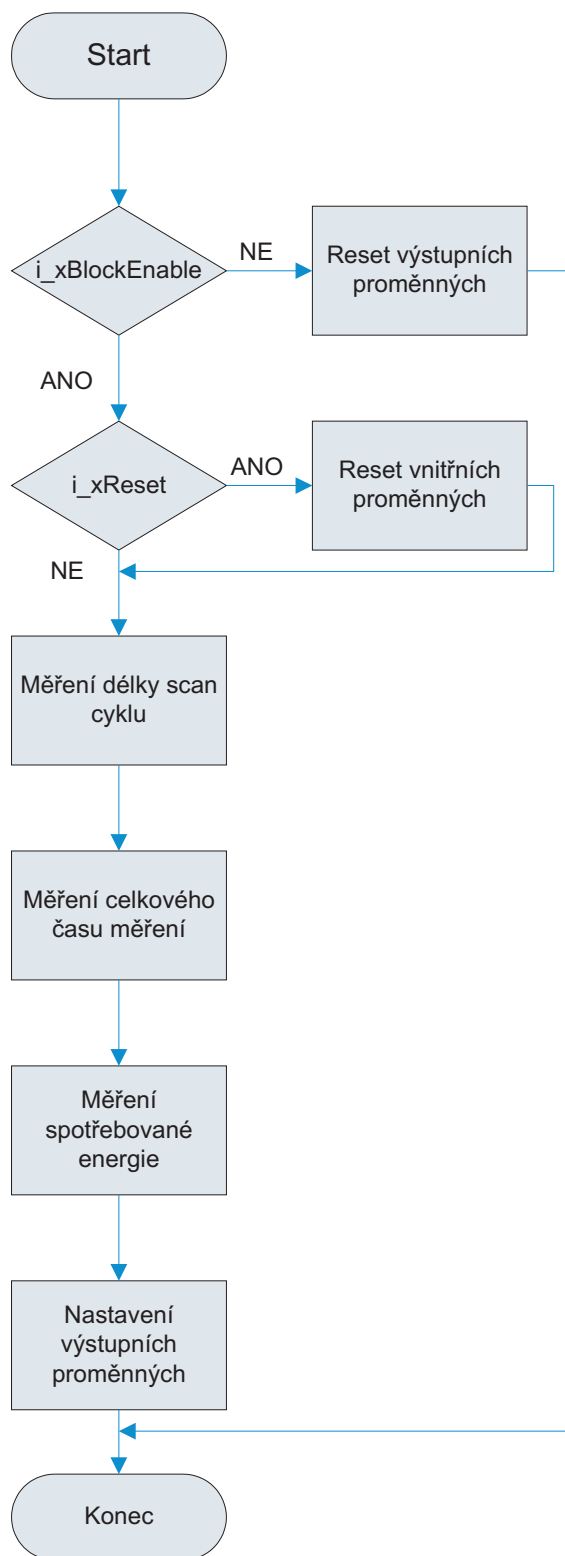 Start
i_xBlockEnable
NE
Reset výstupních
proměnných
ANO
i_xReset
ANO
Reset vnitřních
proměnných
NE
Měření délky scan
cyklu
Měření celkového
času měření
Měření
spotřebované
energie
Nastavení
výstupních
proměnných
Konec